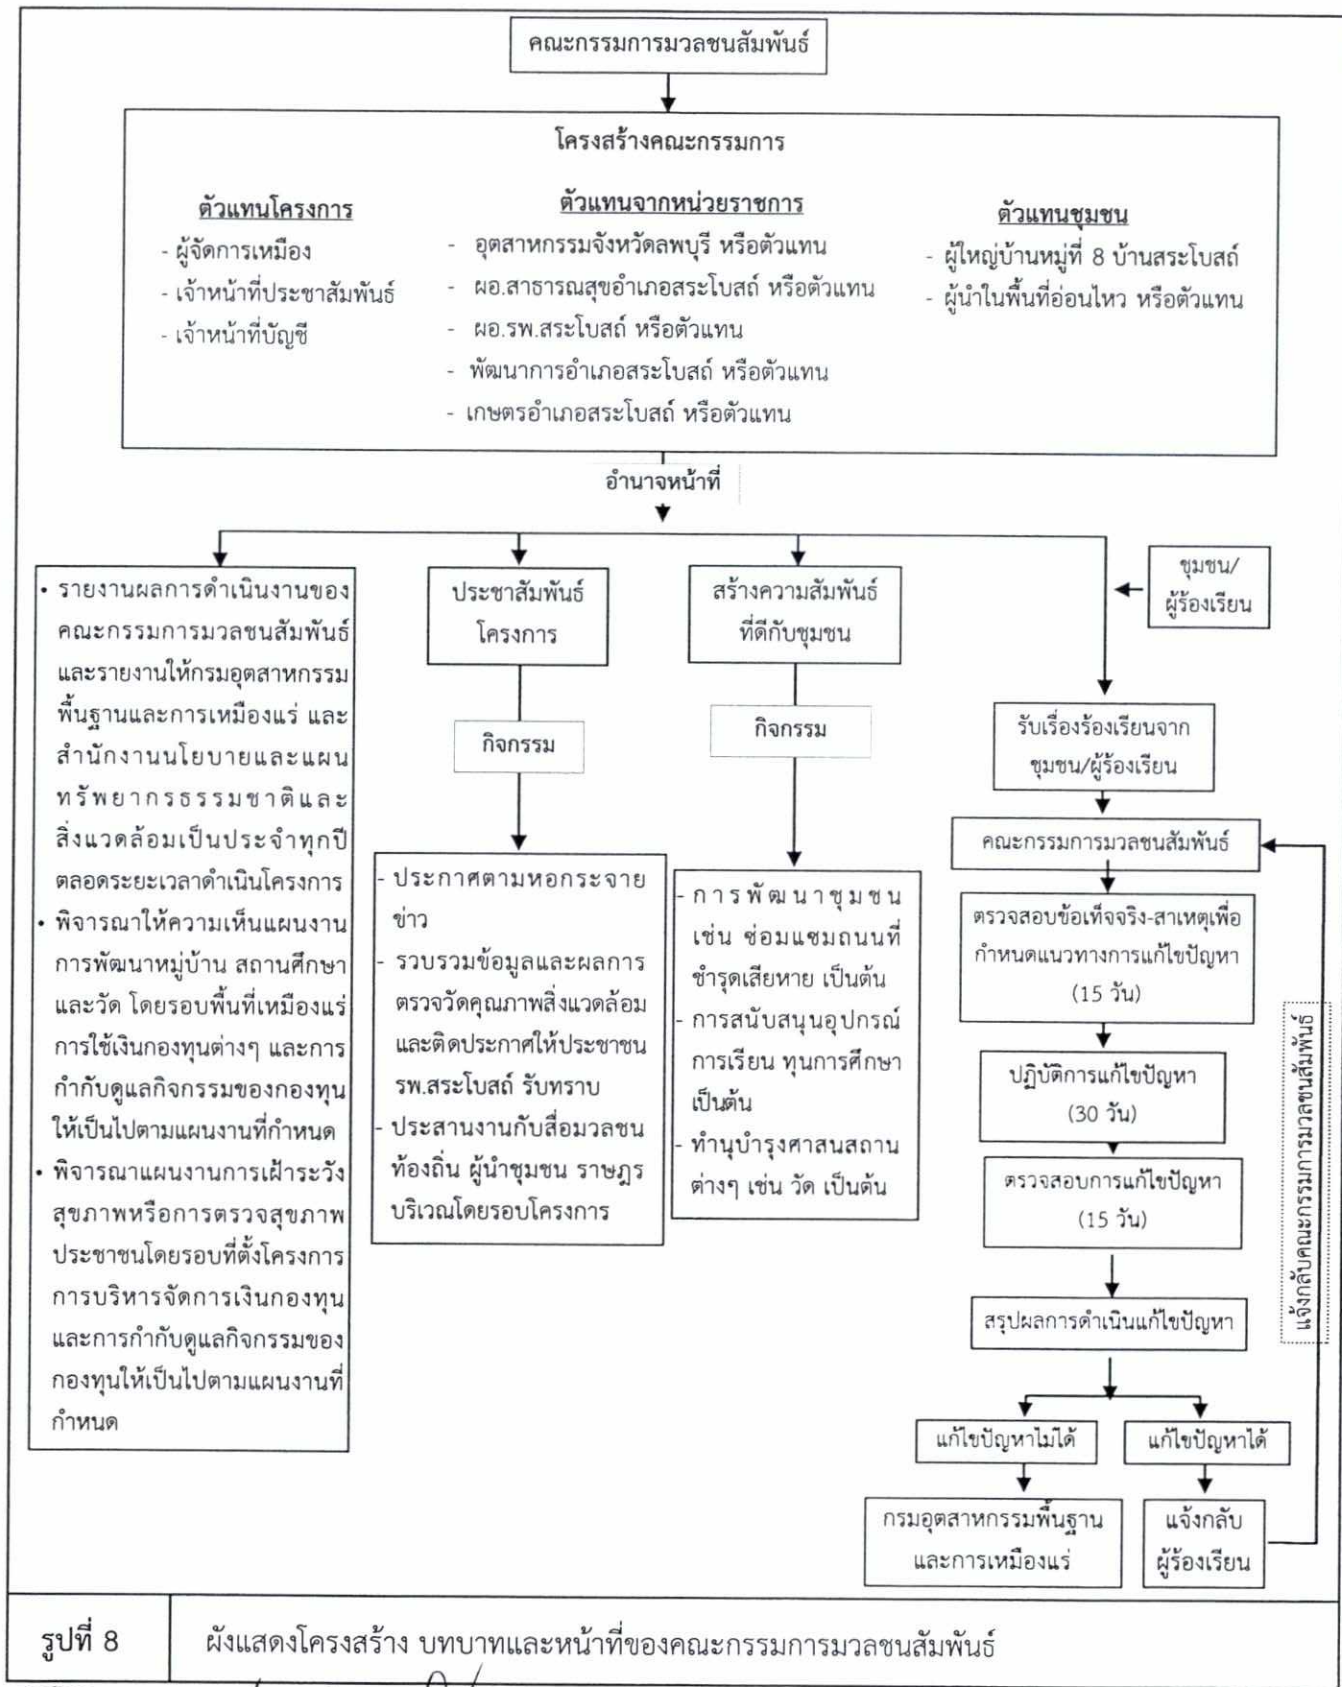 คณะกรรมการมวลชนสัมพันธ์
โครงสร้างคณะกรรมการ
ตัวแทนโครงการ
- ผู้จัดการเหมือง
- เจ้าหน้าที่ประชาสัมพันธ์
- เจ้าหน้าที่บัญชี
ตัวแทนจากหน่วยราชการ
- อุตสาหกรรมจังหวัดลพบุรี หรือตัวแทน
- ผอ.สาธารณสุขอำเภอสระโบสถ์ หรือตัวแทน
- ผอ.รพ.สระโบสถ์ หรือตัวแทน
- พัฒนาการอำเภอสระโบสถ์ หรือตัวแทน
- เกษตรอำเภอสระโบสถ์ หรือตัวแทน
ตัวแทนชุมชน
- ผู้ใหญ่บ้านหมู่ที่ 8 บ้านสระโบสถ์
- ผู้นำในพื้นที่อ่อนไหว หรือตัวแทน
อำนาจหน้าที่
• รายงานผลการดำเนินงานของ
คณะกรรมการมวลชนสัมพันธ์
และรายงานให้กรมอุตสาหกรรม
พื้นฐานและการเหมืองแร่ และ
สำนักงานนโยบายและแผน
ทรัพยากรธรรมชาติและ
สิ่งแวดล้อมเป็นประจำทุกปี
ตลอดระยะเวลาดำเนินโครงการ
• พิจารณาให้ความเห็นแผนงาน
การพัฒนาหมู่บ้าน สถานศึกษา
และวัด โดยรอบพื้นที่เหมืองแร่
การใช้เงินกองทุนต่างๆ และการ
กำกับดูแลกิจกรรมของกองทุน
ให้เป็นไปตามแผนงานที่กำหนด
• พิจารณาแผนงานการเฝ้าระวัง
สุขภาพหรือการตรวจสุขภาพ
ประชาชนโดยรอบที่ตั้งโครงการ
การบริหารจัดการเงินกองทุน
และการกำกับดูแลกิจกรรมของ
กองทุนให้เป็นไปตามแผนงานที่
กำหนด
ประชาสัมพันธ์
โครงการ
กิจกรรม
- ประกาศตามหอกระจาย
ข่าว
- รวบรวมข้อมูลและผลการ
ตรวจวัดคุณภาพสิ่งแวดล้อม
และติดประกาศให้ประชาชน
รพ.สระโบสถ์ รับทราบ
- ประสานงานกับสื่อมวลชน
ท้องถิ่น ผู้นำชุมชน ราษฎร
บริเวณโดยรอบโครงการ
สร้างความสัมพันธ์
ที่ดีกับชุมชน
กิจกรรม
- การพัฒนาชุมชน
เช่น ซ่อมแซมถนนที่
ชำรุดเสียหาย เป็นต้น
- การสนับสนุนอุปกรณ์
การเรียน ทุนการศึกษา
เป็นต้น
- ทำนุบำรุงศาสนสถาน
ต่างๆ เช่น วัด เป็นต้น
ชุมชน/
ผู้ร้องเรียน
รับเรื่องร้องเรียนจาก
ชุมชน/ผู้ร้องเรียน
คณะกรรมการมวลชนสัมพันธ์
ตรวจสอบข้อเท็จจริง-สาเหตุเพื่อ
กำหนดแนวทางการแก้ไขปัญหา
(15 วัน)
ปฏิบัติการแก้ไขปัญหา
(30 วัน)
ตรวจสอบการแก้ไขปัญหา
(15 วัน)
สรุปผลการดำเนินแก้ไขปัญหา
แก้ไขปัญหาไม่ได้
แก้ไขปัญหาได้
กรมอุตสาหกรรมพื้นฐาน
และการเหมืองแร่
แจ้งกลับ
ผู้ร้องเรียน
แจ้งกลับคณะกรรมการมวลชนสัมพันธ์
รูปที่ 8
ผังแสดงโครงสร้าง บทบาทและหน้าที่ของคณะกรรมการมวลชนสัมพันธ์